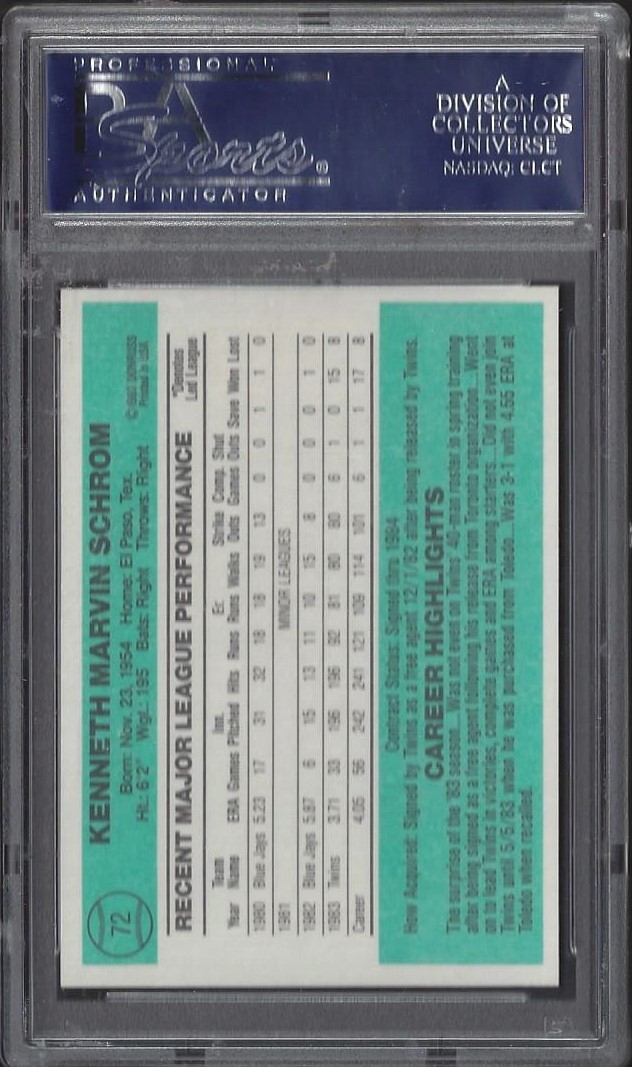 PROFESSIONAL
PSA
Sports®
AUTHENTICATOR
A
DIVISION OF
COLLECTORS
UNIVERSE
NASDAQ: CLCT
72
KENNETH MARVIN SCHROM
Born: Nov. 23, 1954 Home: El Paso, Tex. © 1983 DONRUSS
Ht.: 6'2" Wgt.: 195 Bats: Right Throws: Right Printed in USA
RECENT MAJOR LEAGUE PERFORMANCE *Denotes Led League
Team Inn. Er. Strike Comp. Shut
Year Name ERA Games Pitched Hits Runs Runs Walks Outs Games Outs Save Won Lost
1980 Blue Jays 5.23 17 31 32 18 18 19 13 0 0 1 1 0
1981 MINOR LEAGUES
1982 Blue Jays 5.87 6 15 13 11 10 15 8 0 0 0 1 0
1983 Twins 3.71 33 196 196 92 81 80 80 6 1 0 15 8
Career 4.05 56 242 241 121 109 114 101 6 1 1 17 8
Contract Status: Signed thru 1984
How Acquired: Signed by Twins as a free agent 12/1/82 after being released by Twins.
CAREER HIGHLIGHTS
The surprise of the '83 season... Was not even on Twins' 40-man roster in spring training
after being signed as a free agent following his release from Toronto organization... Went
on to lead Twins in victories, complete games and ERA among starters... Did not even join
Twins until 5/5/83 when he was purchased from Toledo... Was 3-1 with 4.55 ERA at
Toledo when recalled.